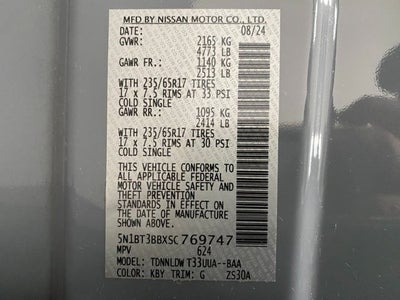 MFD BY NISSAN MOTOR CO., LTD.
DATE: 08/24
GVWR: 2165 KG
4773 LB
GAWR FR.: 1140 KG
2513 LB
WITH 235/65R17 TIRES
17 x 7.5 RIMS AT 33 PSI
COLD SINGLE
GAWR RR.: 1095 KG
2414 LB
WITH 235/65R17 TIRES
17 x 7.5 RIMS AT 30 PSI
COLD SINGLE
THIS VEHICLE CONFORMS TO
ALL APPLICABLE FEDERAL
MOTOR VEHICLE SAFETY
STANDARDS IN EFFECT ON
THE DATE OF MANUFACTURE
SHOWN ABOVE.
5N1BT3BBXSC769747
MPV 624
MODEL: TDNNLDW T33UUA--BAA
COLOR: KBY TRIM: G ZS30A